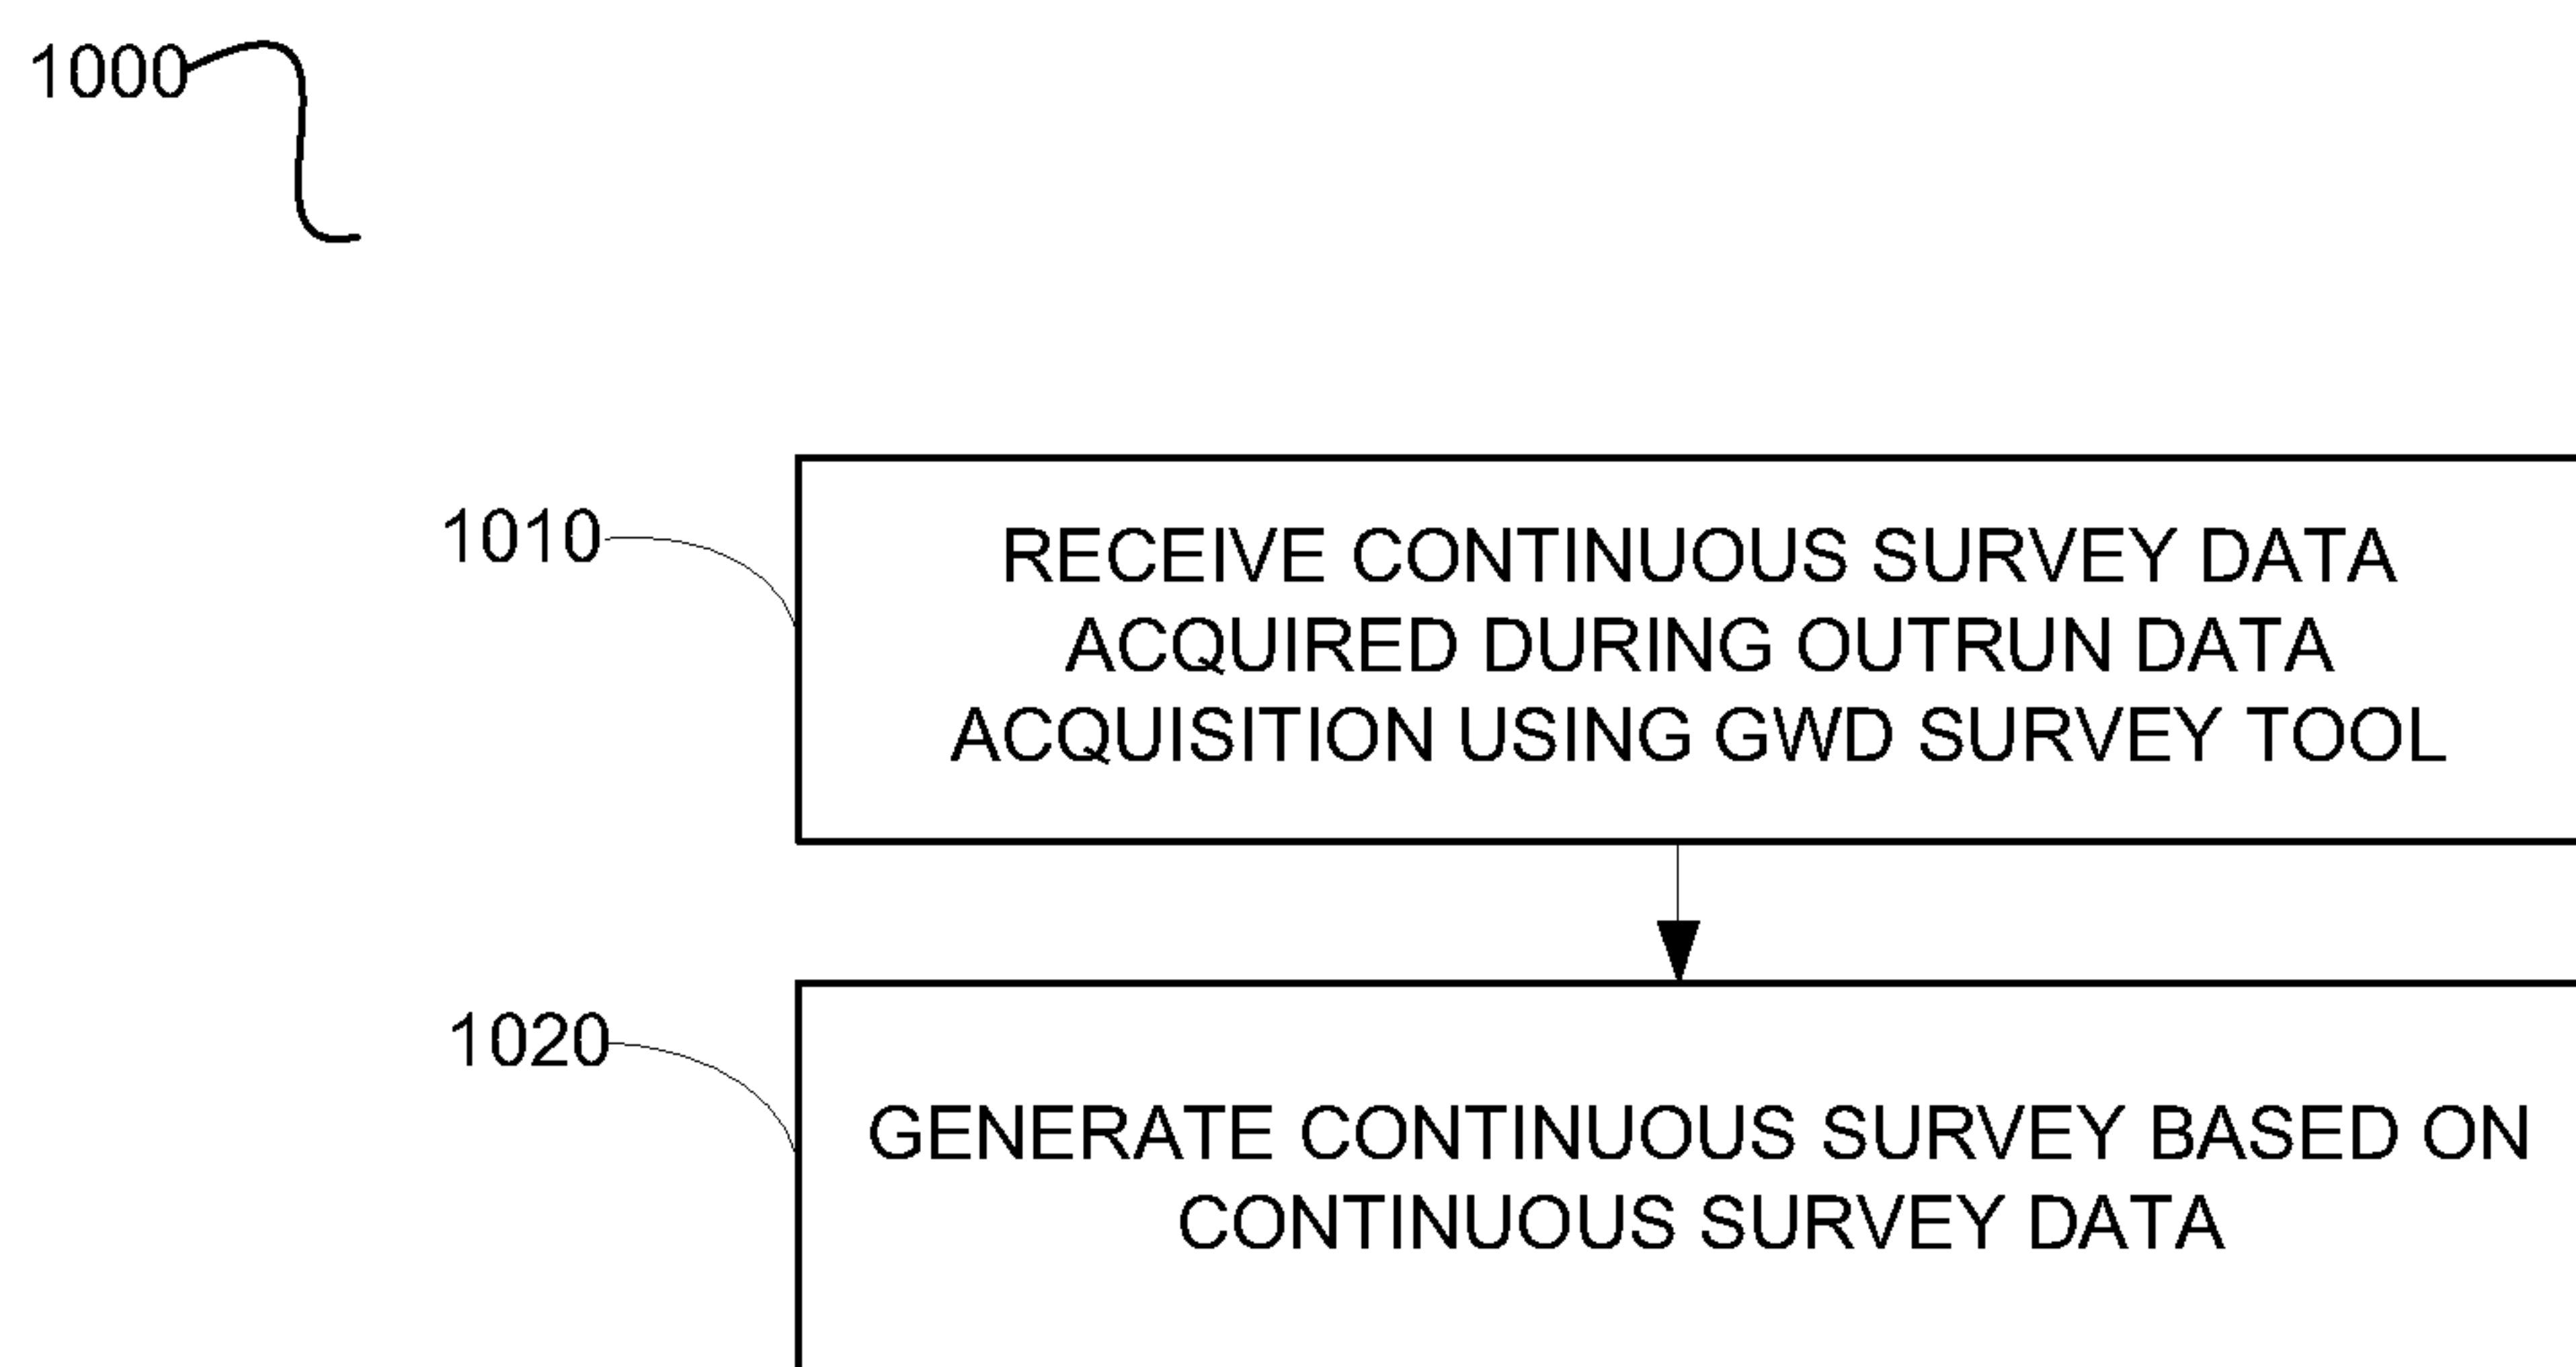 1000
1010
RECEIVE CONTINUOUS SURVEY DATA
ACQUIRED DURING OUTRUN DATA
ACQUISITION USING GWD SURVEY TOOL
1020
GENERATE CONTINUOUS SURVEY BASED ON
CONTINUOUS SURVEY DATA